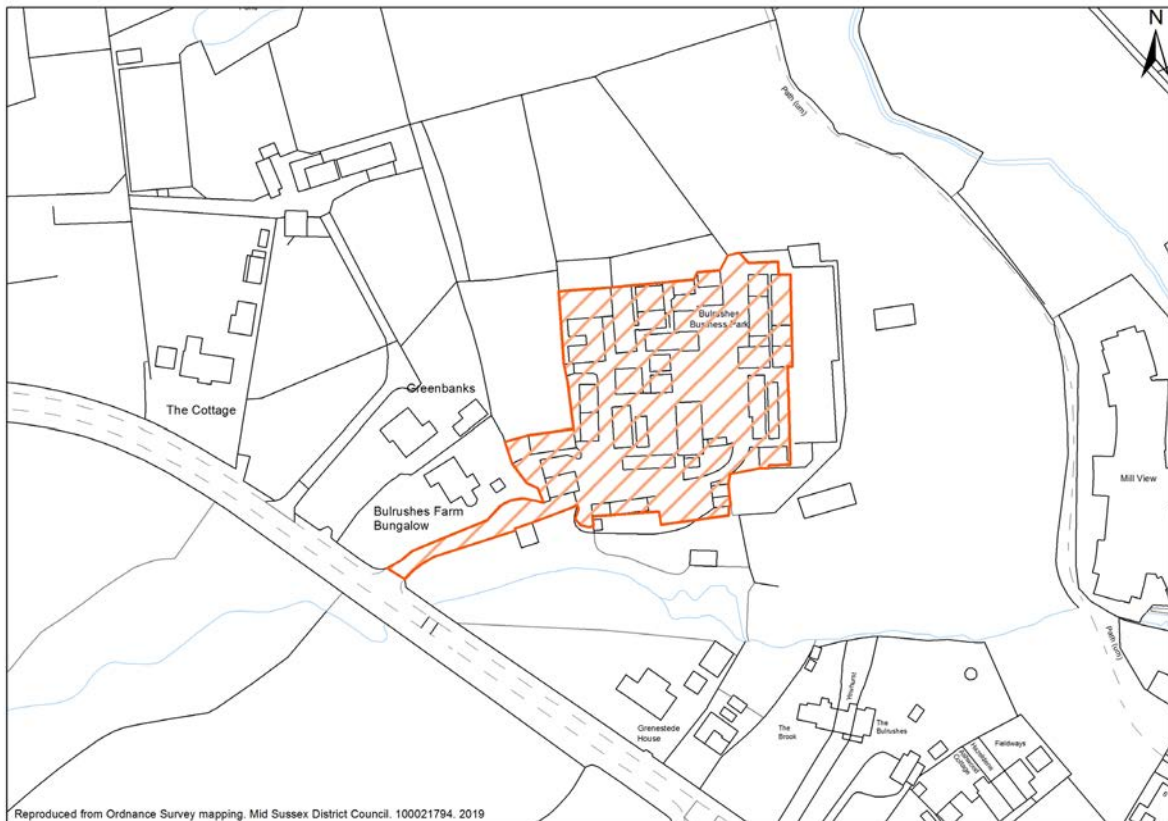 N
Path (um)
Bulrushes
Business Park
Greenbanks
The Cottage
Mill View
Bulrushes Farm
Bungalow
Path (um)
Grenestede
House
The
Brook
The
Bulrushes
Fieldways
Cottage
Reproduced from Ordnance Survey mapping. Mid Sussex District Council. 100021794. 2019